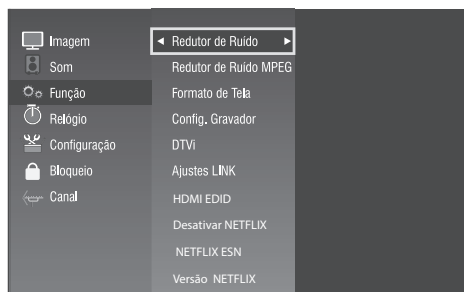 Imagem
Som
Função
Relógio
Configuração
Bloqueio
Canal
Redutor de Ruído
Redutor de Ruído MPEG
Formato de Tela
Config. Gravador
DTVi
Ajustes LINK
HDMI EDID
Desativar NETFLIX
NETFLIX ESN
Versão NETFLIX